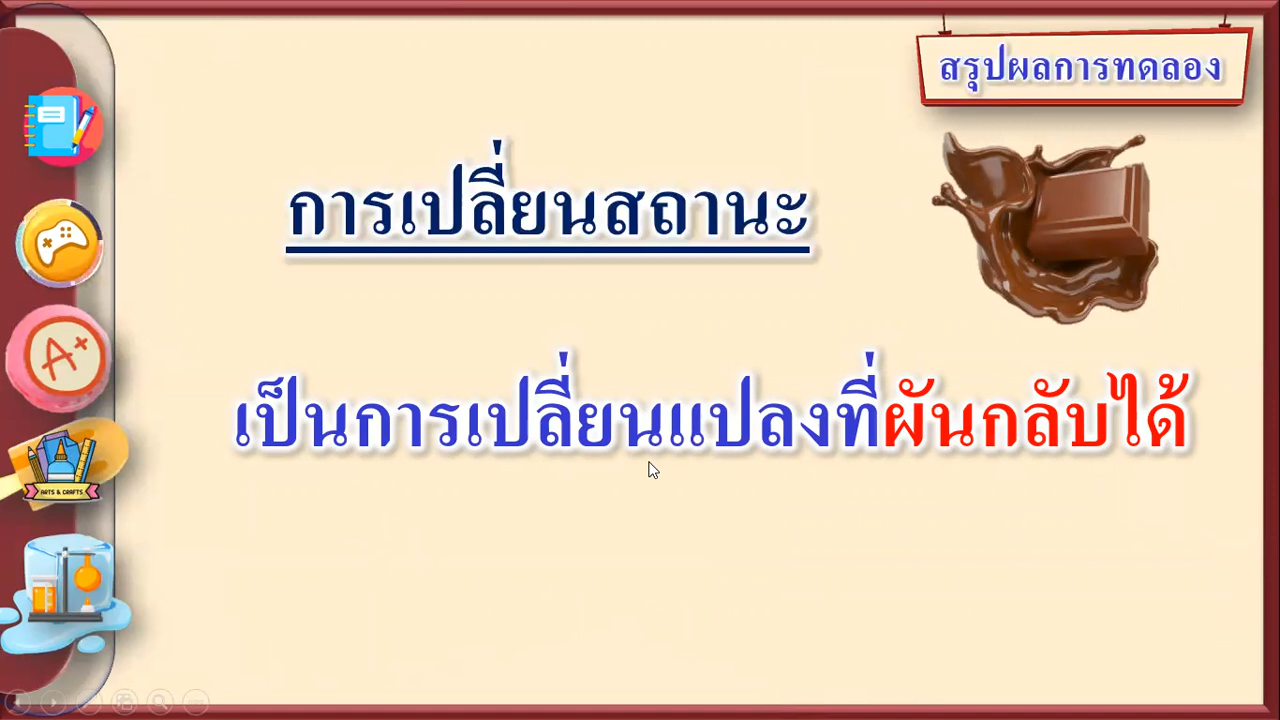 สรุปผลการทดลอง
การเปลี่ยนสถานะ
เป็นการเปลี่ยนแปลงที่ผันกลับได้
A+
ARTS & CRAFTS